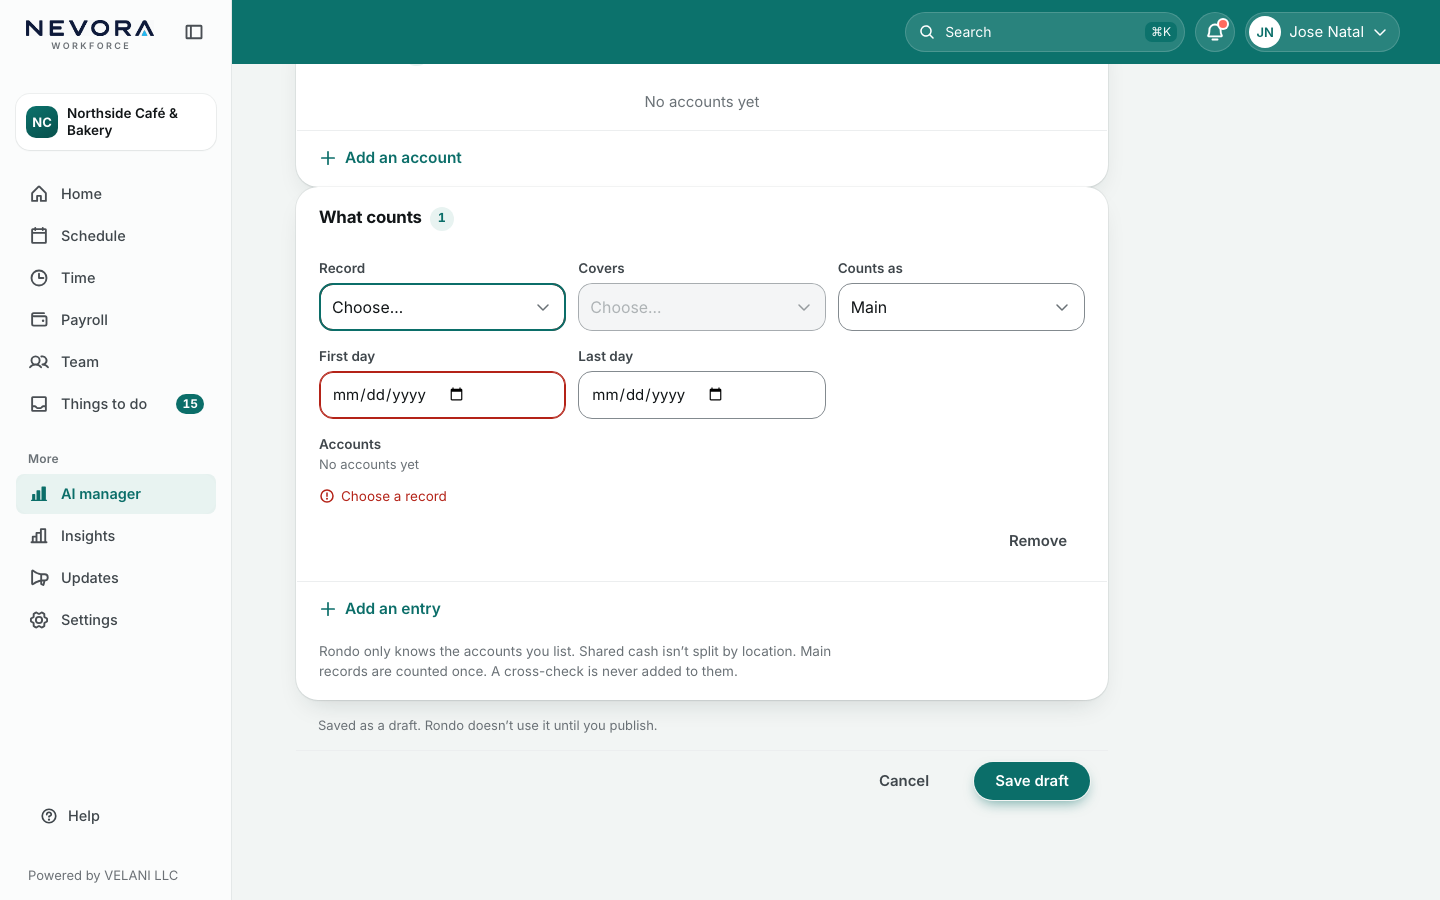 NEVORA
WORKFORCE
Search
⌘K
JN
Jose Natal
NC
Northside Café &
Bakery
Home
Schedule
Time
Payroll
Team
Things to do
15
More
AI manager
Insights
Updates
Settings
Help
Powered by VELANI LLC
No accounts yet
Add an account
What counts
1
Record
Covers
Counts as
Choose…
Choose…
Main
First day
Last day
mm/dd/yyyy
mm/dd/yyyy
Accounts
No accounts yet
Choose a record
Remove
Add an entry
Rondo only knows the accounts you list. Shared cash isn’t split by location. Main
records are counted once. A cross-check is never added to them.
Saved as a draft. Rondo doesn’t use it until you publish.
Cancel
Save draft